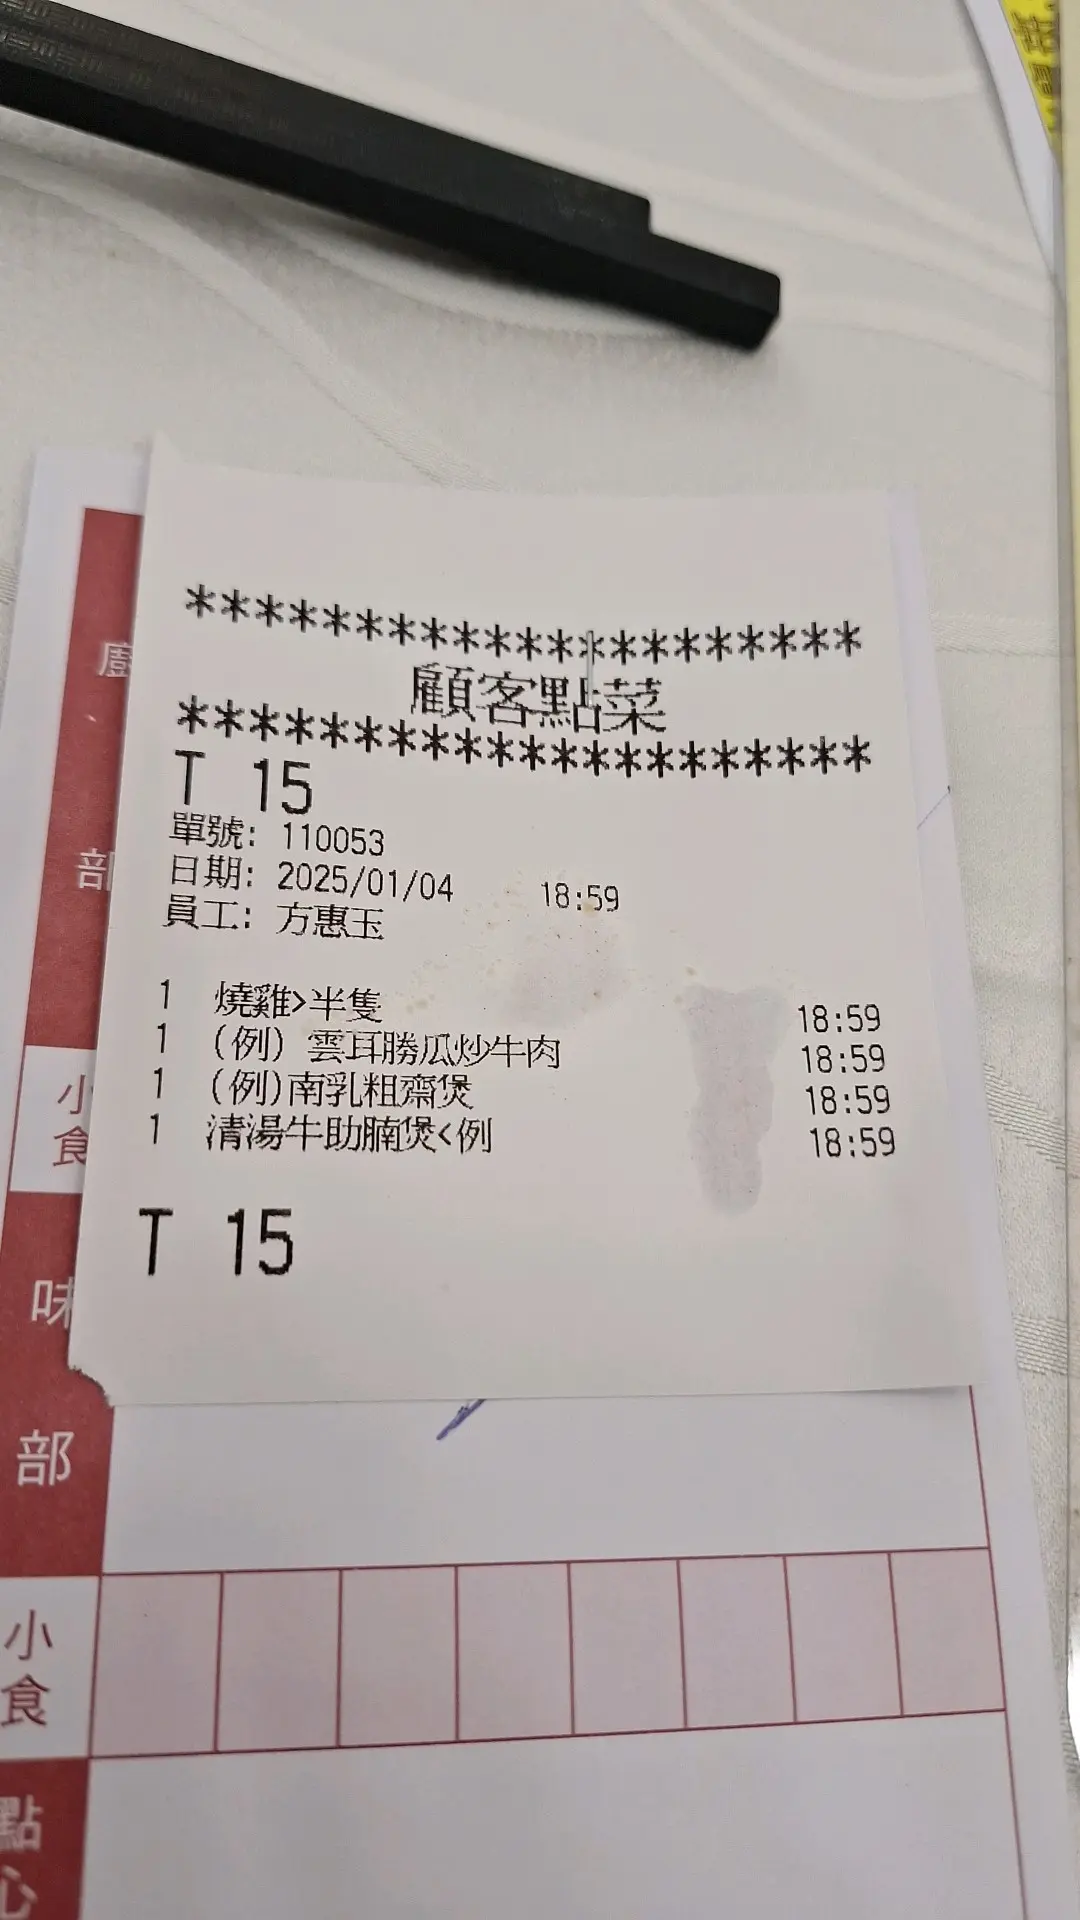 *********************
顧客點菜
*********************
T 15
單號: 110053
日期: 2025/01/04 18:59
員工: 方惠玉
1 燒雞>半隻 18:59
1 (例) 雲耳勝瓜炒牛肉 18:59
1 (例)南乳粗齋煲 18:59
1 清湯牛助腩煲<例 18:59
T 15
廚
部
小食
味
部
小食
點心